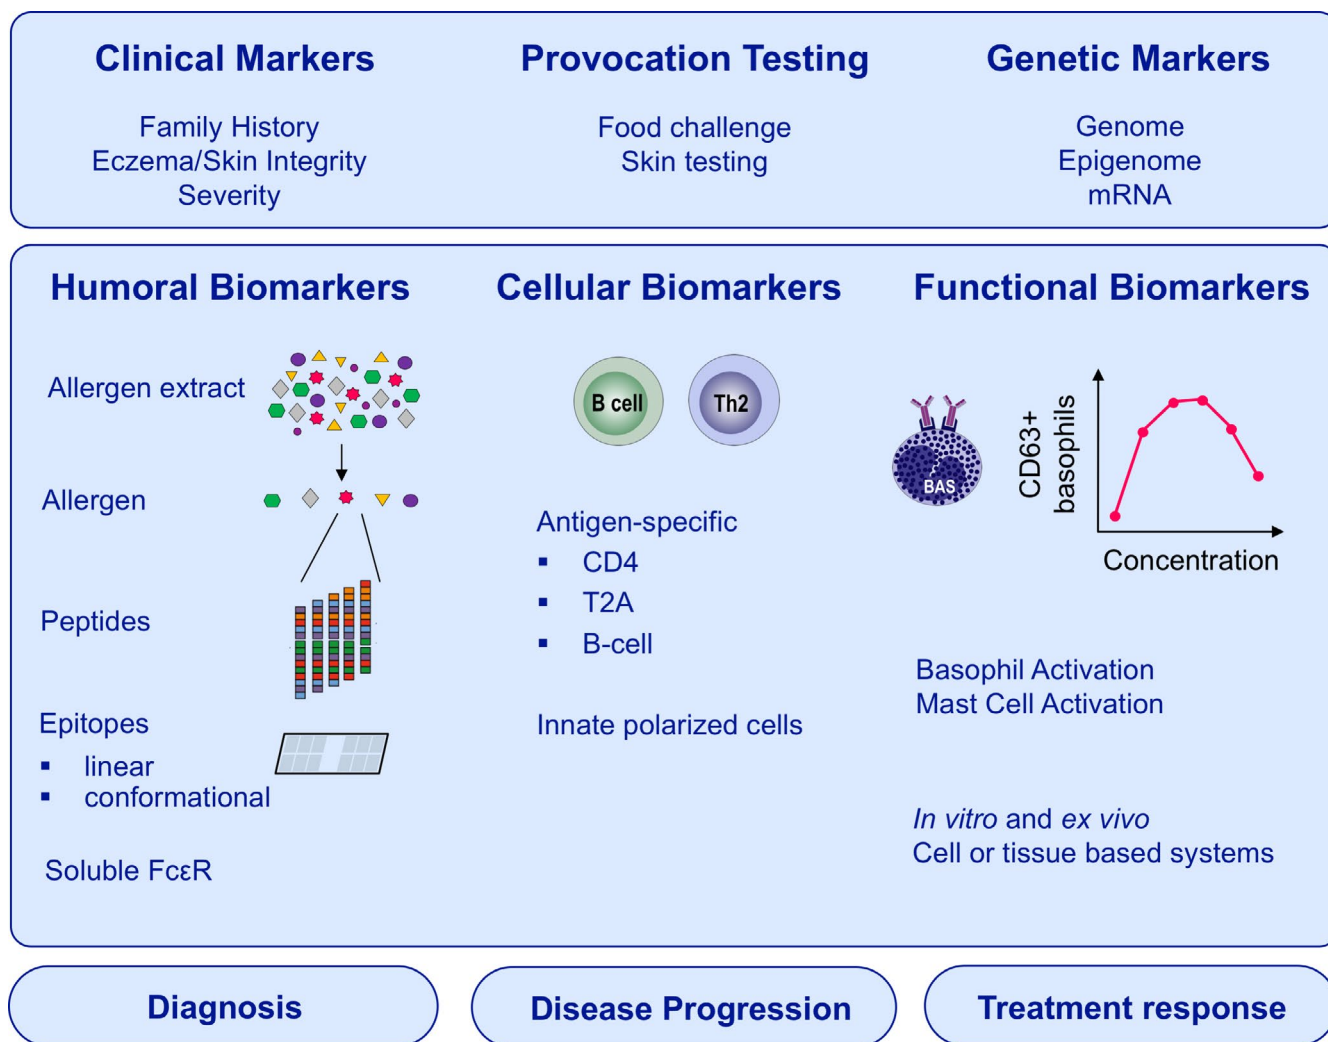 Clinical Markers
Family History
Eczema/Skin Integrity
Severity
Provocation Testing
Food challenge
Skin testing
Genetic Markers
Genome
Epigenome
mRNA
Humoral Biomarkers
Allergen extract
Allergen
Peptides
Epitopes
▪ linear
▪ conformational
Soluble FcεR
Cellular Biomarkers
B cell
Th2
Antigen-specific
▪ CD4
▪ T2A
▪ B-cell
Innate polarized cells
Functional Biomarkers
BAS
CD63+
basophils
Concentration
Basophil Activation
Mast Cell Activation
In vitro and ex vivo
Cell or tissue based systems
Diagnosis
Disease Progression
Treatment response